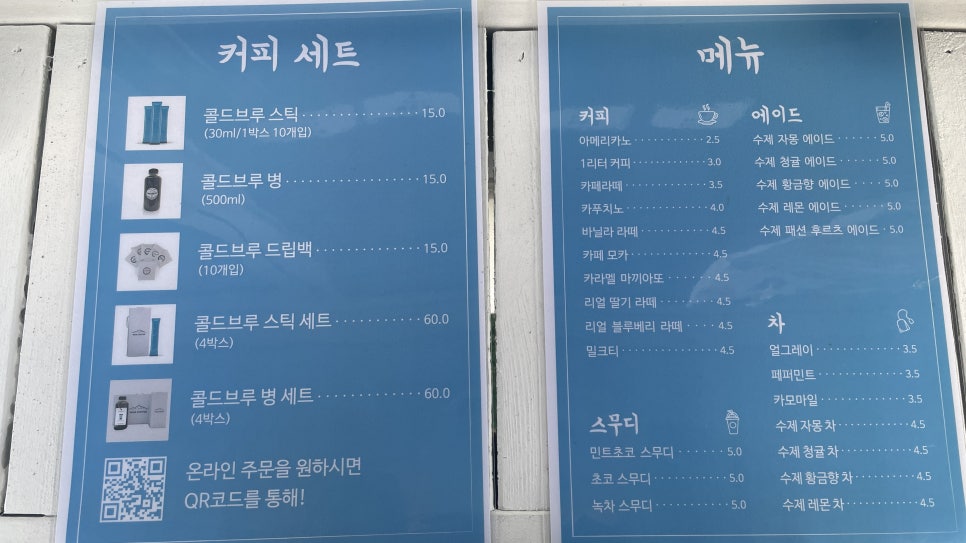 커피 세트
콜드브루 스틱 15.0
(30ml/1박스 10개입)
콜드브루 병 15.0
(500ml)
콜드브루 드립백 15.0
(10개입)
콜드브루 스틱 세트 60.0
(4박스)
콜드브루 병 세트 60.0
(4박스)
온라인 주문을 원하시면
QR코드를 통해!
메뉴
커피
아메리카노 2.5
1리터 커피 3.0
카페라떼 3.5
카푸치노 4.0
바닐라 라떼 4.5
카페 모카 4.5
카라멜 마끼아또 4.5
리얼 딸기 라떼 4.5
리얼 블루베리 라떼 4.5
밀크티 4.5
스무디
민트초코 스무디 5.0
초코 스무디 5.0
녹차 스무디 5.0
에이드
수제 자몽 에이드 5.0
수제 청귤 에이드 5.0
수제 황금향 에이드 5.0
수제 레몬 에이드 5.0
수제 패션 후르츠 에이드 5.0
차
얼그레이 3.5
페퍼민트 3.5
카모마일 3.5
수제 자몽 차 4.5
수제 청귤 차 4.5
수제 황금향 차 4.5
수제 레몬 차 4.5